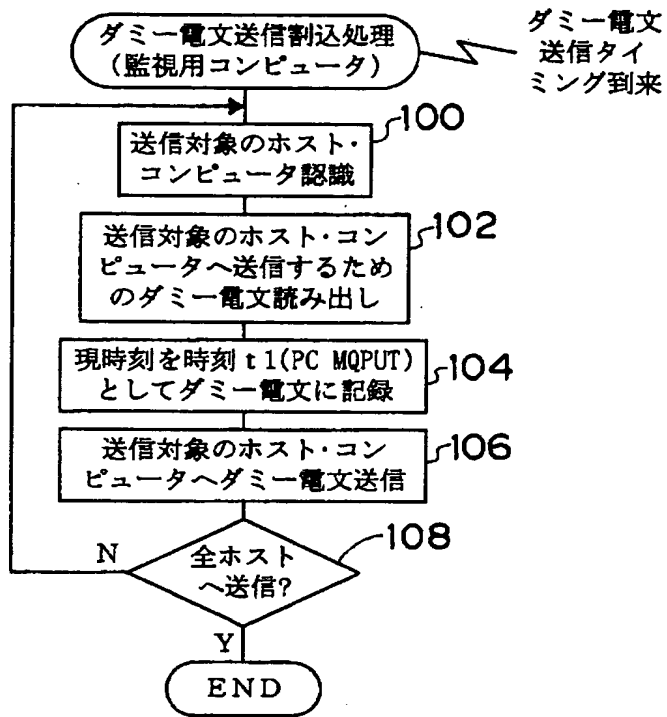 ダミー電文送信割込処理
(監視用コンピュータ)
ダミー電文
送信タイ
ミング到来
100
送信対象のホスト・
コンピュータ認識
102
送信対象のホスト・コン
ピュータへ送信するため
のダミー電文読み出し
104
現時刻を時刻t1(PC MQPUT)
としてダミー電文に記録
106
送信対象のホスト・コン
ピュータへダミー電文送信
108
全ホスト
へ送信?
N
Y
END